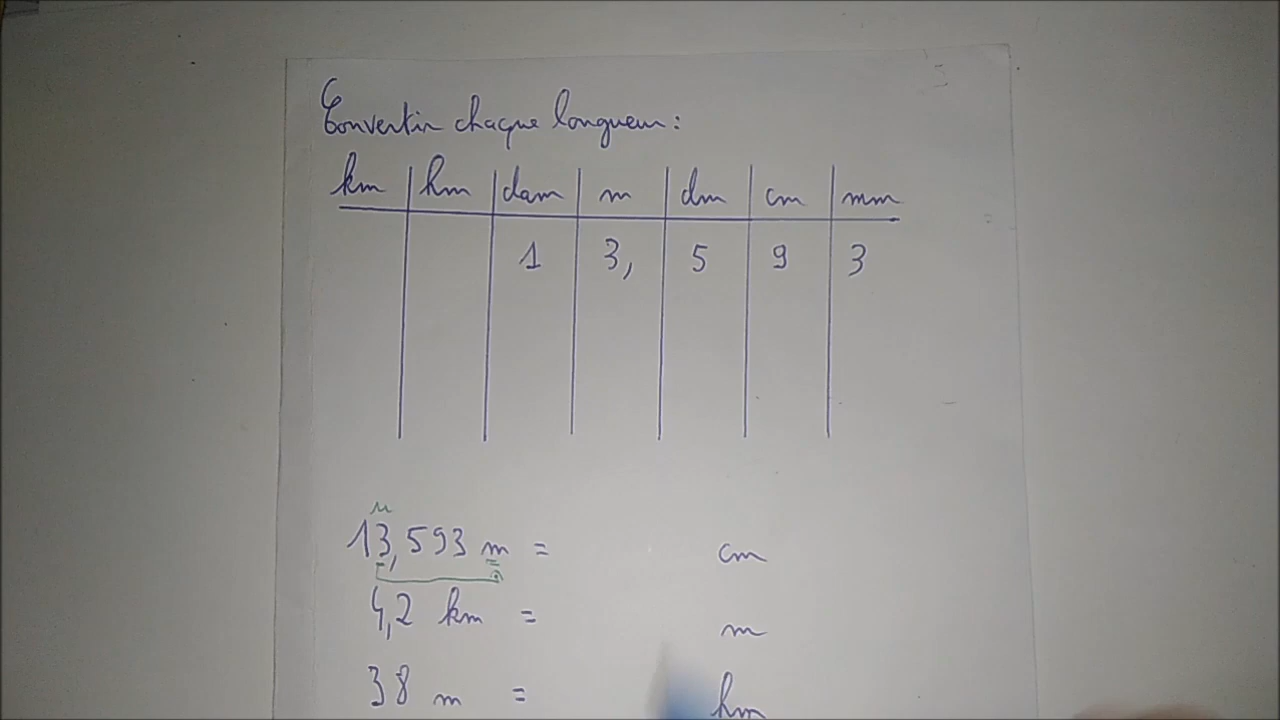 Convertir chaque longueur :
km hm dam m dm cm mm
1 3, 5 9 3
u
13,593 m = cm
4,2 km = m
38 m = hm